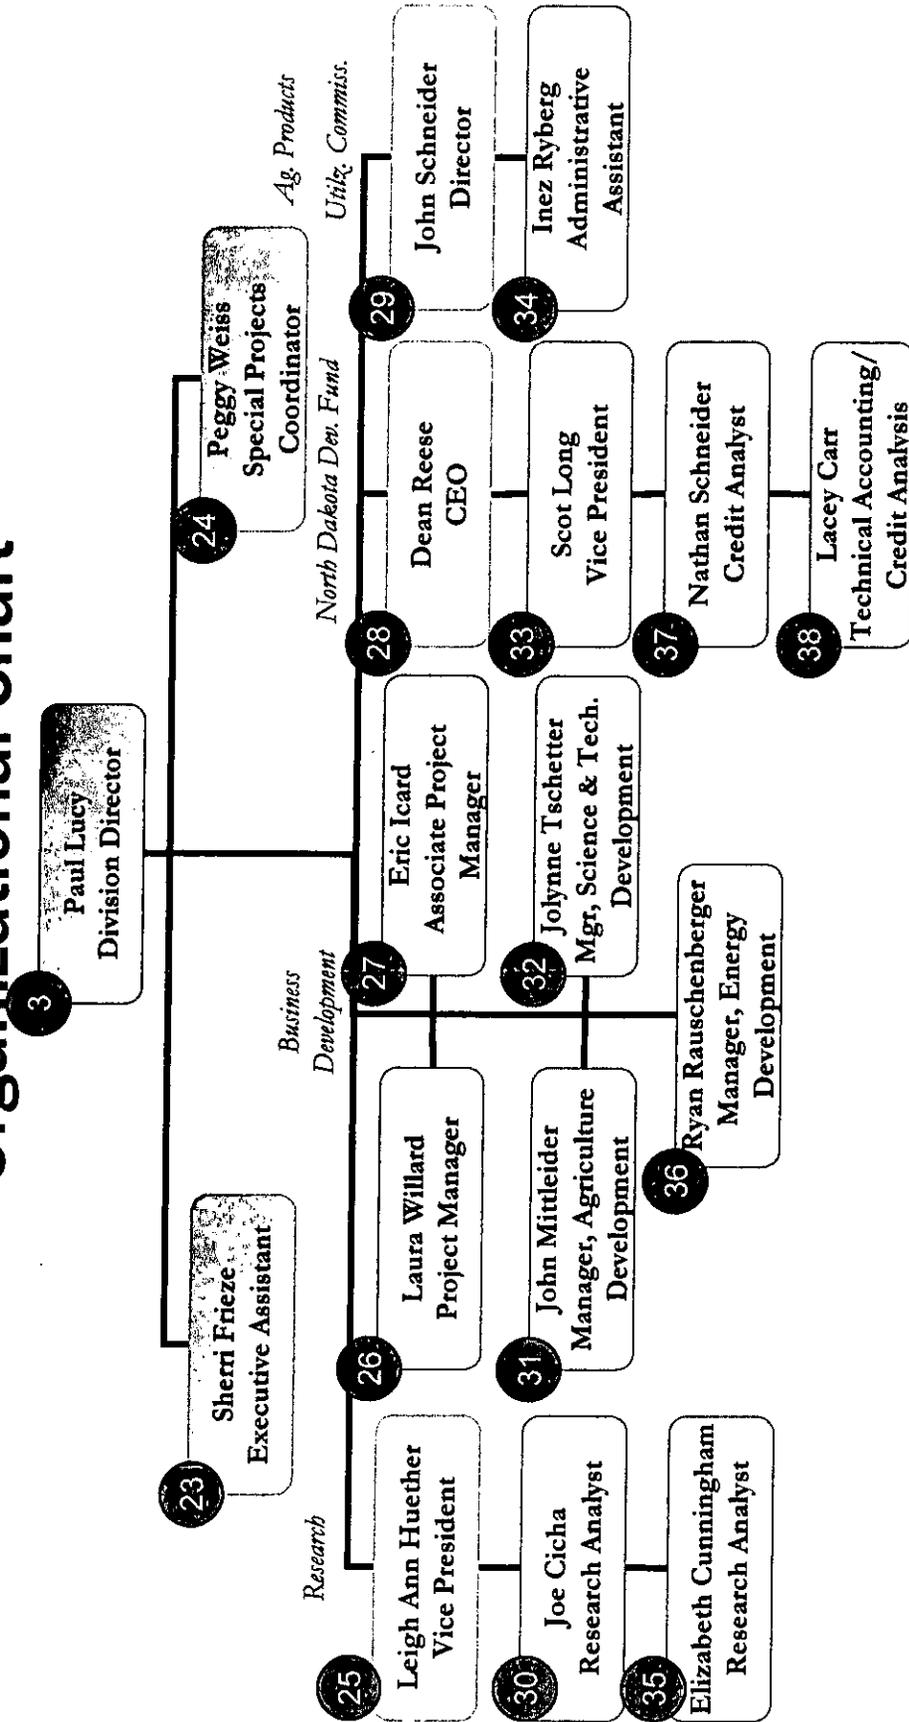 Organizational Chart
3
Paul Lucy
Division Director
23
Sherri Frieze
Executive Assistant
24
Peggy Weiss
Special Projects
Coordinator
Research
Business
Development
North Dakota Dev. Fund
Ag. Products
Utilz. Commiss.
25
Leigh Ann Huether
Vice President
26
Laura Willard
Project Manager
27
Eric Icard
Associate Project
Manager
28
Dean Reese
CEO
29
John Schneider
Director
30
Joe Cicha
Research Analyst
31
John Mittleider
Manager, Agriculture
Development
32
Jolynne Tschetter
Mgr, Science & Tech.
Development
33
Scot Long
Vice President
34
Inez Ryberg
Administrative
Assistant
35
Elizabeth Cunningham
Research Analyst
36
Ryan Rauschenberger
Manager, Energy
Development
37
Nathan Schneider
Credit Analyst
38
Lacey Carr
Technical Accounting/
Credit Analysis